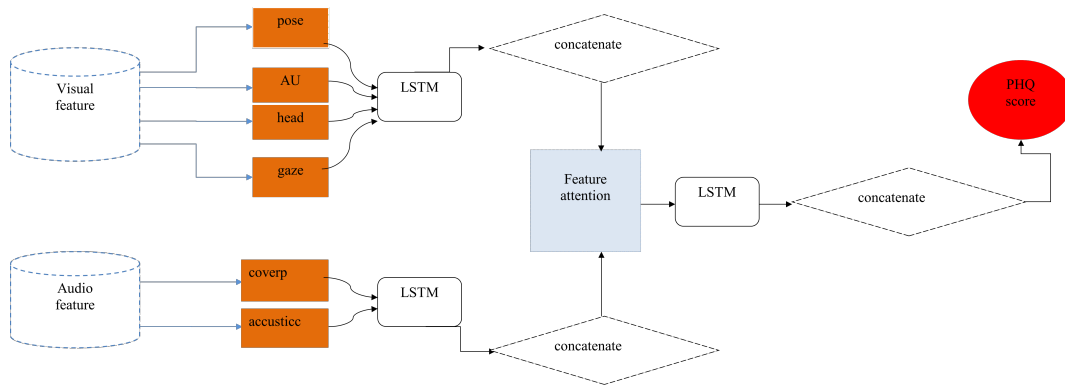 pose
Visual
feature
AU
head
gaze
LSTM
concatenate
PHQ
score
Feature
attention
LSTM
concatenate
Audio
feature
coverp
accusticc
LSTM
concatenate